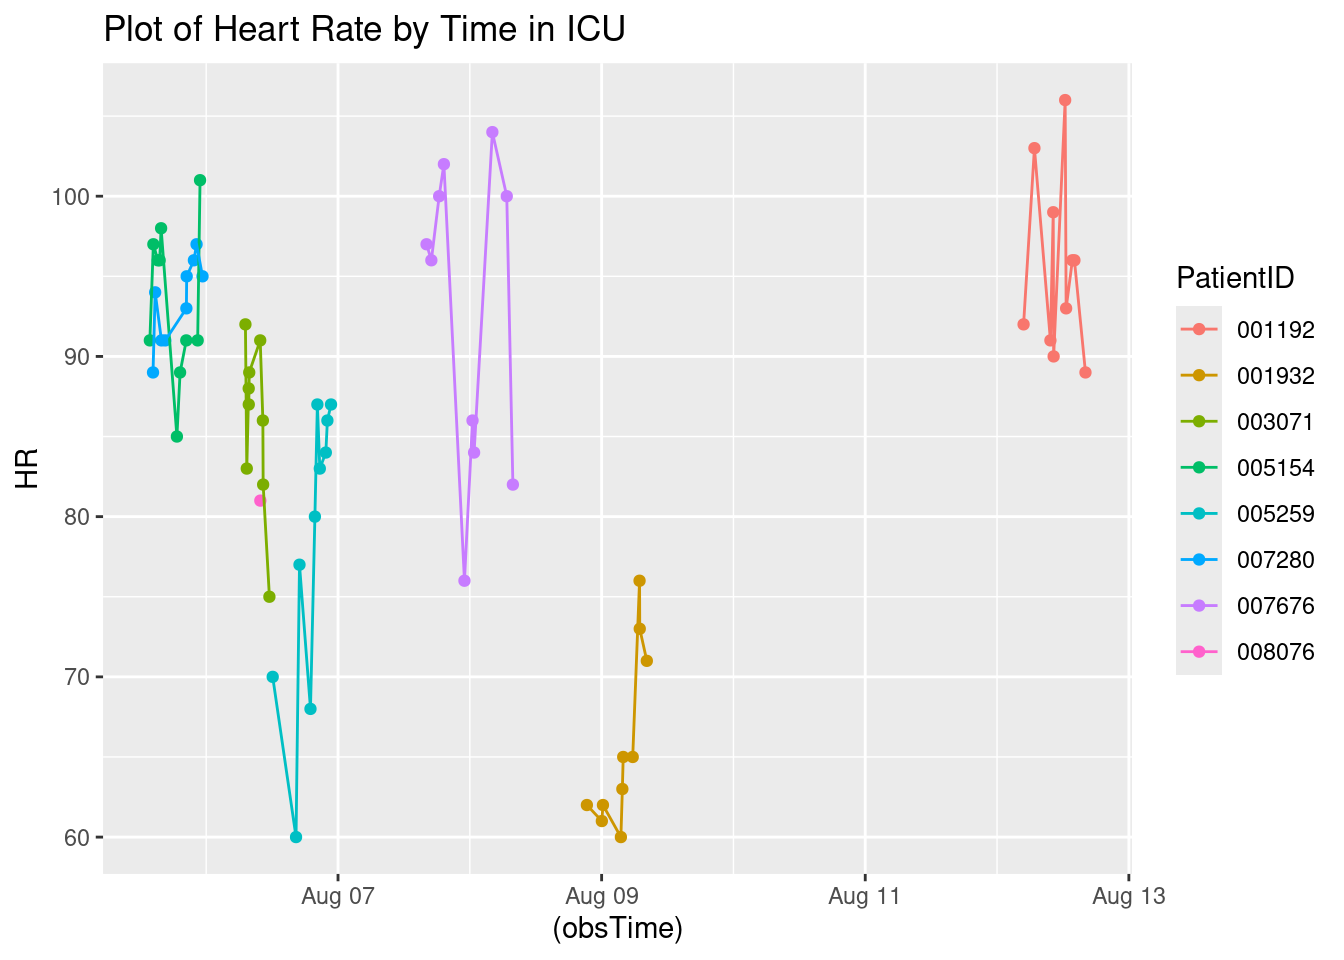 Plot of Heart Rate by Time in ICU
HR
100
90
80
70
60
Aug 07
Aug 09
Aug 11
Aug 13
(obsTime)
PatientID
001192
001932
003071
005154
005259
007280
007676
008076